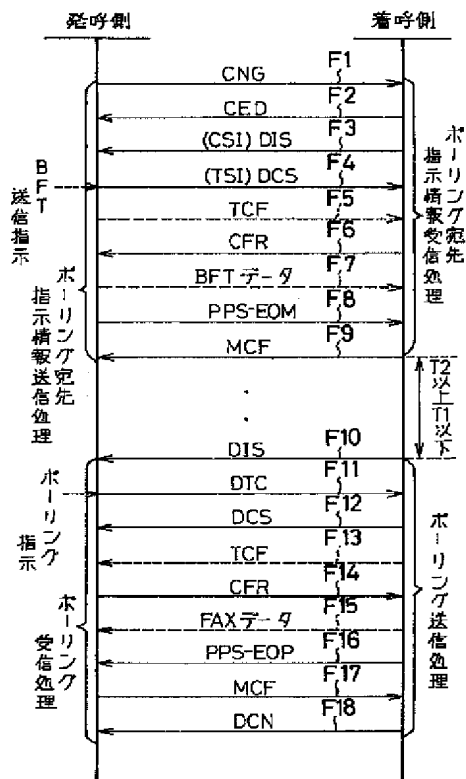 発呼側
着呼側
F1
CNG
F2
CED
F3
(CSI) DIS
F4
(TSI) DCS
F5
TCF
F6
CFR
F7
BFTデータ
F8
PPS-EOM
F9
MCF
BFT
送信指示
ポーリング宛先
指示情報送信処理
ポーリング宛先
指示情報受信処理
T2以上T1以下
F10
DIS
F11
DTC
F12
DCS
F13
TCF
F14
CFR
F15
FAXデータ
F16
PPS-EOP
F17
MCF
F18
DCN
ポーリング
指示
ポーリング
受信処理
ポーリング送信処理